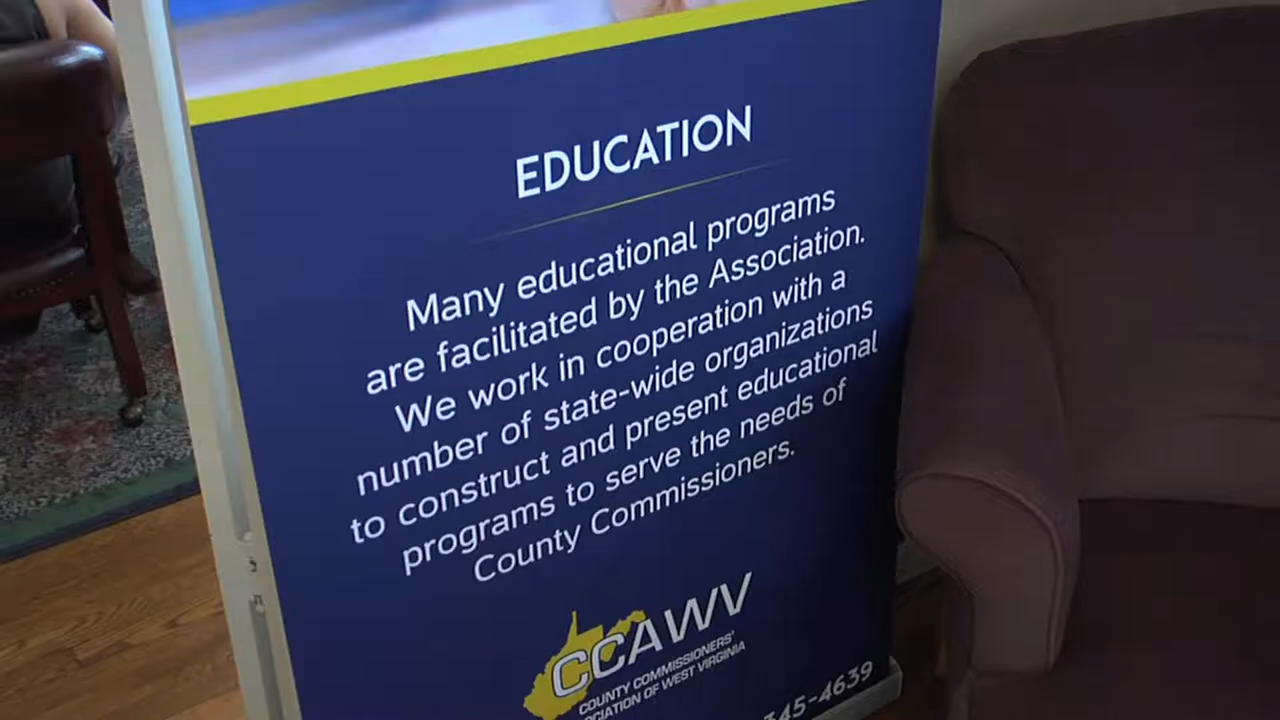 EDUCATION
Many educational programs
are facilitated by the Association.
We work in cooperation with a
number of state-wide organizations
to construct and present educational
programs to serve the needs of
County Commissioners.
CCAWV
COUNTY COMMISSIONERS'
OF WEST VIRGINIA
345-4639